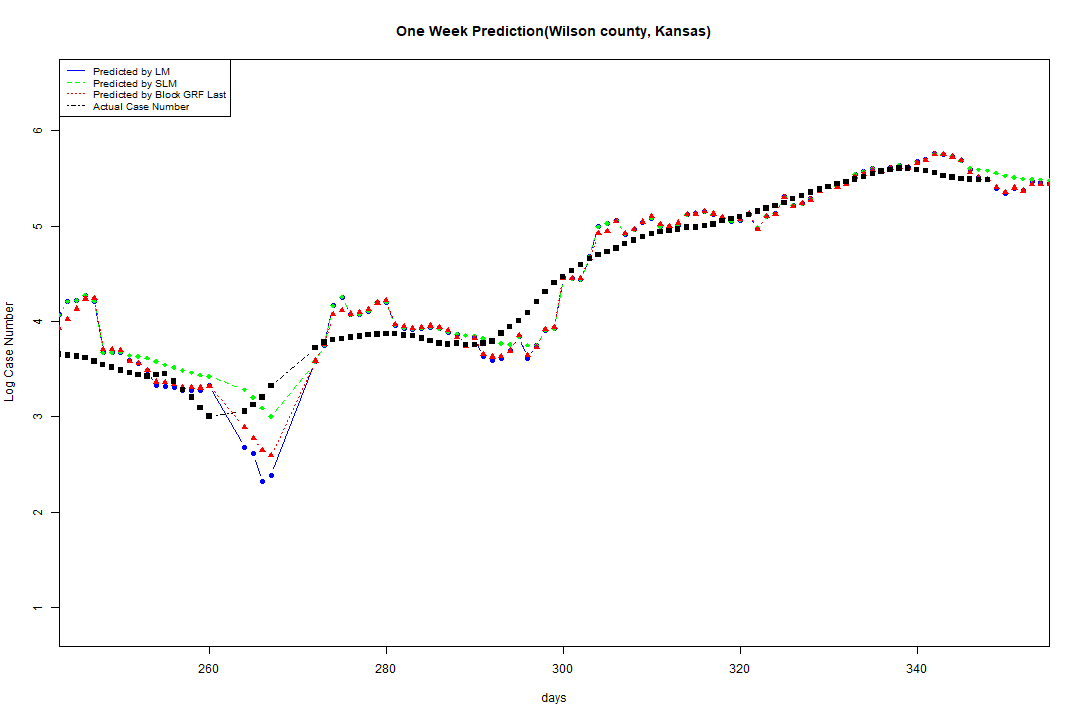 One Week Prediction(Wilson county, Kansas)
Predicted by LM
Predicted by SLM
Predicted by Block GRF Last
Actual Case Number
6
5
4
3
2
1
Log Case Number
260 280 300 320 340
days